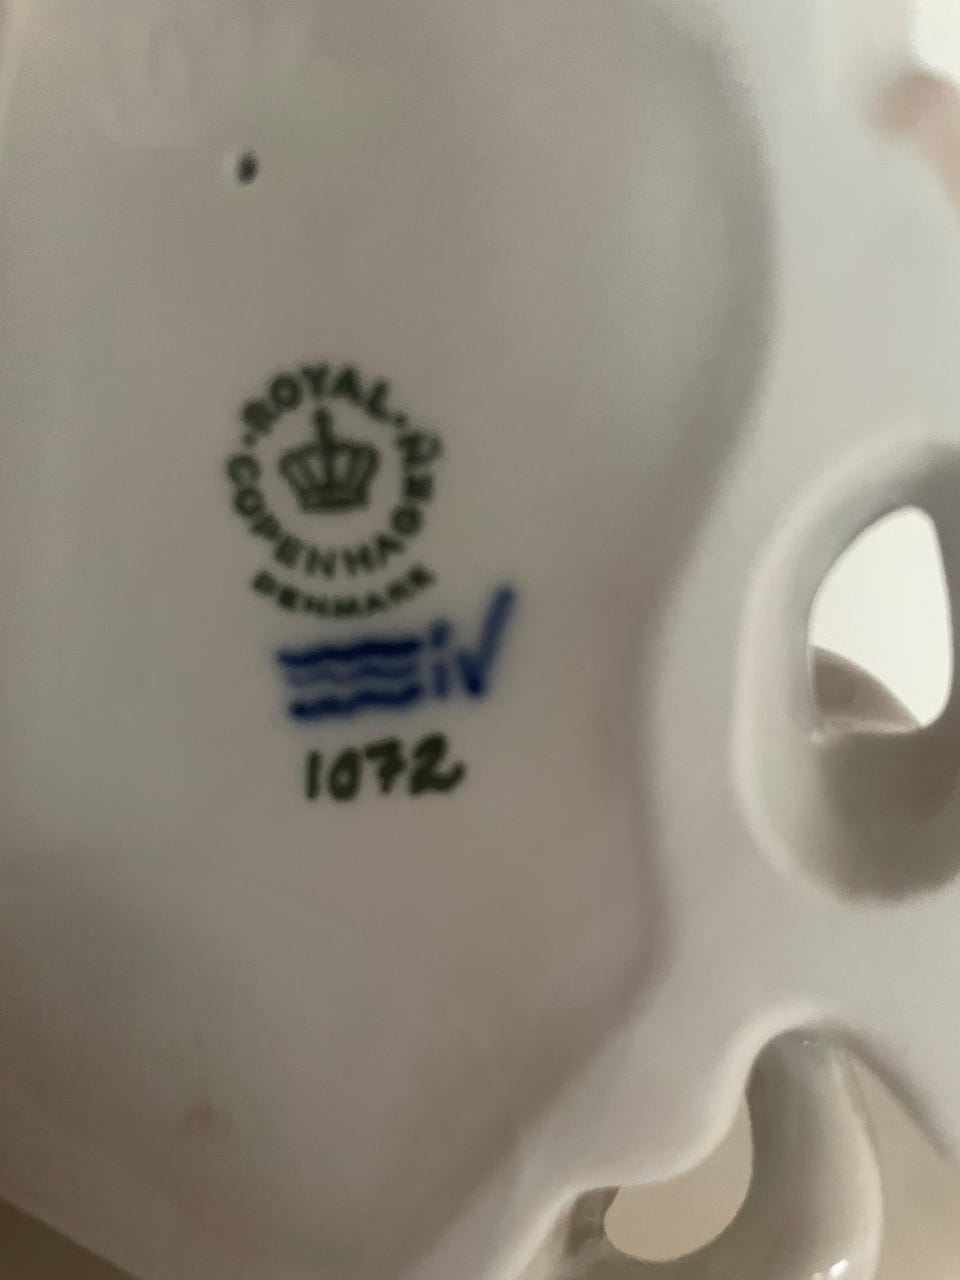 ROYAL
COPENHAGEN
DENMARK
iV
1072